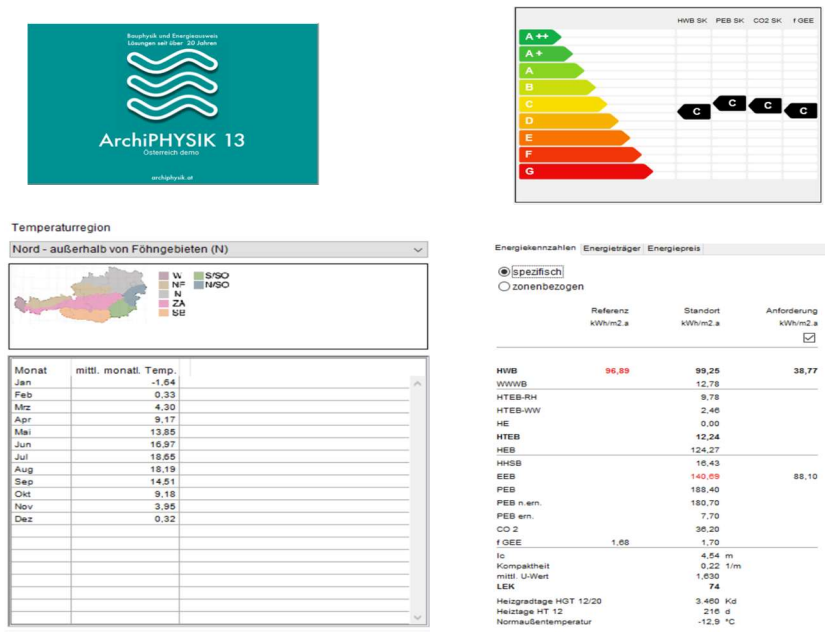 Bauphysik und Energieausweis
Lösungen seit über 20 Jahren
ArchiPHYSIK 13
Österreich demo
archiphysik.at
HWB SK PEB SK CO2 SK f GEE
A ++
A +
A
B
C
D
E
F
G
C C C C
Temperaturregion
Nord - außerhalb von Föhngebieten (N)
W S/SO
NF N/SO
N
ZA
SB
Monat mittl. monatl. Temp.
Jan -1,64
Feb 0,33
Mrz 4,30
Apr 9,17
Mai 13,85
Jun 16,97
Jul 18,65
Aug 18,19
Sep 14,51
Okt 9,18
Nov 3,95
Dez 0,32
Energiekennzahlen Energieträger Energiepreis
spezifisch
zonenbezogen
Referenz Standort Anforderung
kWh/m2.a kWh/m2.a kWh/m2.a
HWB 96,89 99,25 38,77
WWWB 12,78
HTEB-RH 9,78
HTEB-WW 2,46
HE 0,00
HTEB 12,24
HEB 124,27
HHSB 16,43
EEB 140,69 88,10
PEB 188,40
PEB n.ern. 180,70
PEB ern. 7,70
CO 2 36,20
f GEE 1,68 1,70
lc 4,54 m
Kompaktheit 0,22 1/m
mittl. U-Wert 1,630
LEK 74
Heizgradtage HGT 12/20 3.460 Kd
Heiztage HT 12 216 d
Normaußentemperatur -12,9 °C